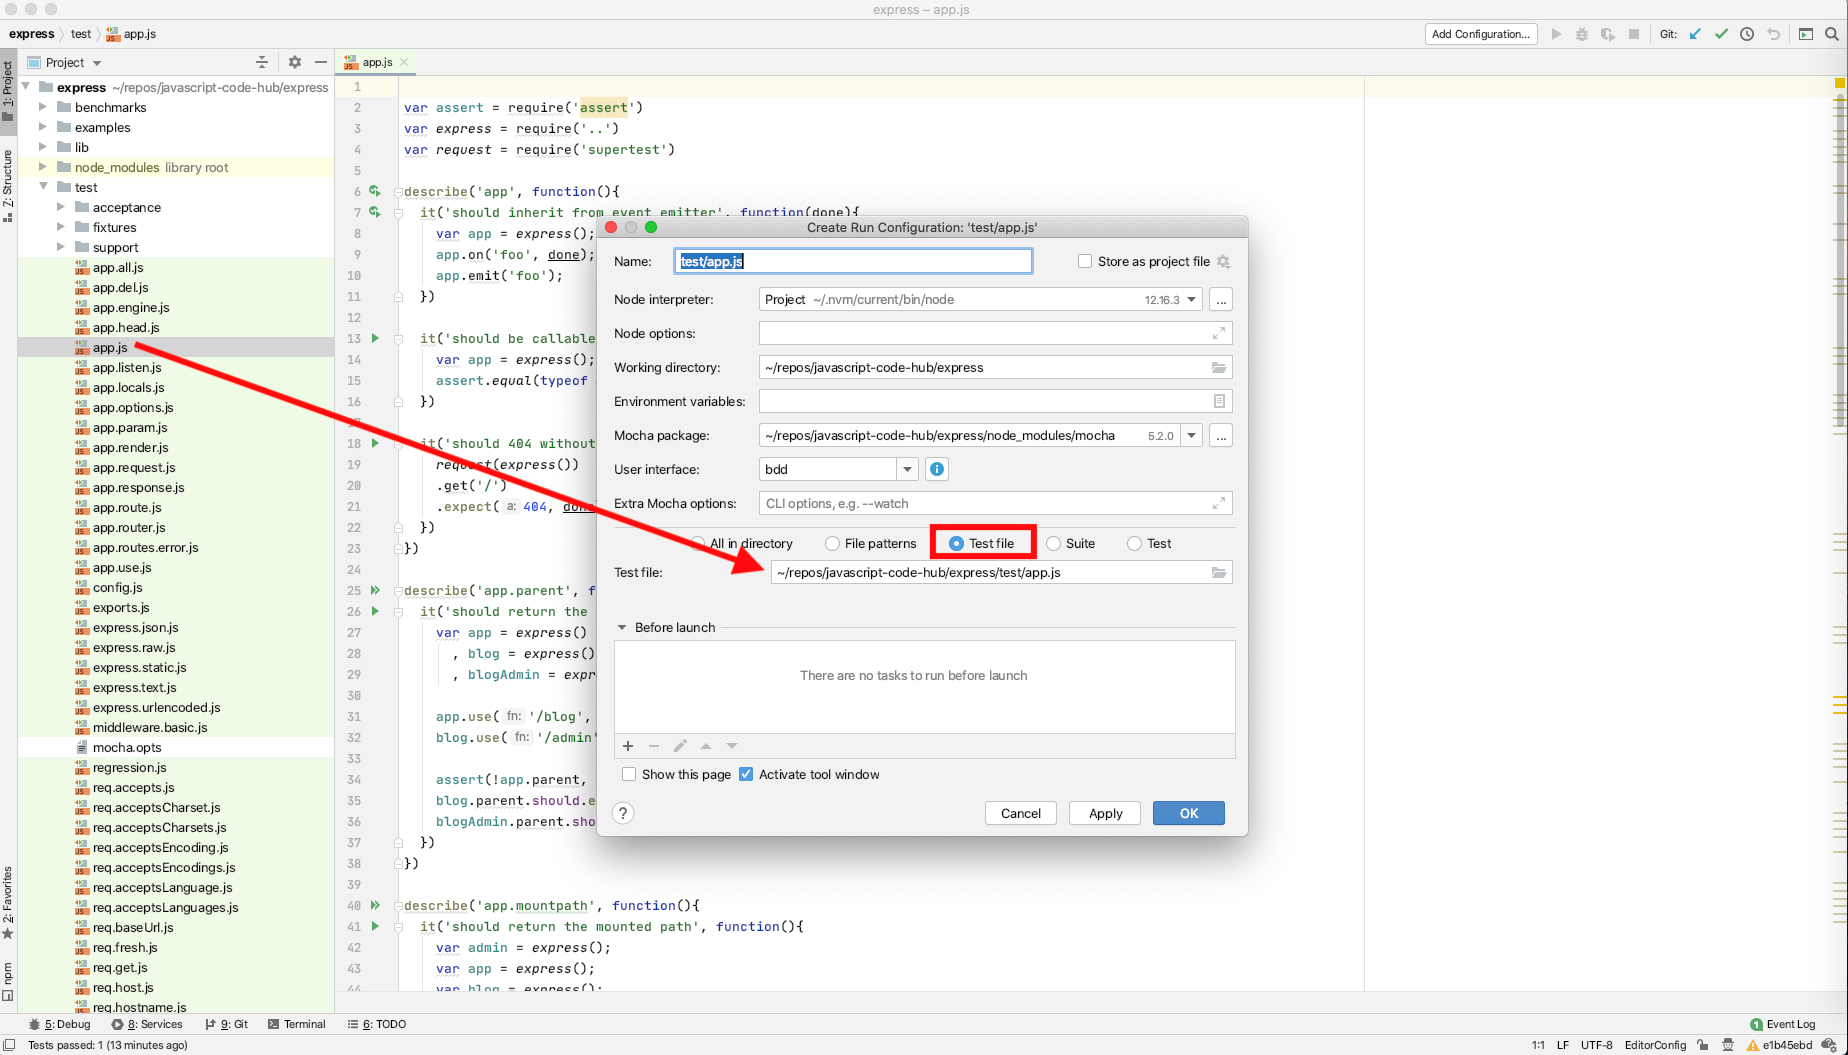 express – app.js
express test app.js
Add Configuration...
Git:
Project
app.js
1: Project
7: Structure
2: Favorites
npm
express ~/repos/javascript-code-hub/express
benchmarks
examples
lib
node_modules library root
test
acceptance
fixtures
support
app.all.js
app.del.js
app.engine.js
app.head.js
app.js
app.listen.js
app.locals.js
app.options.js
app.param.js
app.render.js
app.request.js
app.response.js
app.route.js
app.router.js
app.routes.error.js
app.use.js
config.js
exports.js
express.json.js
express.raw.js
express.static.js
express.text.js
express.urlencoded.js
middleware.basic.js
mocha.opts
regression.js
req.accepts.js
req.acceptsCharset.js
req.acceptsCharsets.js
req.acceptsEncoding.js
req.acceptsEncodings.js
req.acceptsLanguage.js
req.acceptsLanguages.js
req.baseUrl.js
req.fresh.js
req.get.js
req.host.js
req.hostname.js
1
2 var assert = require('assert')
3 var express = require('..')
4 var request = require('supertest')
5
6 describe('app', function(){
7 it('should inherit from event emitter', function(done){
8 var app = express();
9 app.on('foo', done);
10 app.emit('foo');
11 })
12
13 it('should be callable
14 var app = express();
15 assert.equal(typeof
16 })
18 it('should 404 without
19 request(express())
20 .get('/')
21 .expect( a: 404, done
22 })
23 })
25 describe('app.parent', f
26 it('should return the
27 var app = express()
28 , blog = express()
29 , blogAdmin = expr
30
31 app.use( fn: '/blog',
32 blog.use( fn: '/admin'
33
34 assert(!app.parent,
35 blog.parent.should.e
36 blogAdmin.parent.sho
37 })
38 })
39
40 describe('app.mountpath', function(){
41 it('should return the mounted path', function(){
42 var admin = express();
43 var app = express();
44 var blog = express();
Create Run Configuration: 'test/app.js'
Name: test/app.js
Store as project file
Node interpreter: Project ~/.nvm/current/bin/node 12.16.3 ...
Node options:
Working directory: ~/repos/javascript-code-hub/express
Environment variables:
Mocha package: ~/repos/javascript-code-hub/express/node_modules/mocha 5.2.0 ...
User interface: bdd
Extra Mocha options: CLI options, e.g. --watch
All in directory File patterns Test file Suite Test
Test file: ~/repos/javascript-code-hub/express/test/app.js
Before launch
There are no tasks to run before launch
Show this page Activate tool window
? Cancel Apply OK
5: Debug 8: Services 9: Git Terminal 6: TODO
1 Event Log
Tests passed: 1 (13 minutes ago)
1:1 LF UTF-8 EditorConfig e1b45ebd